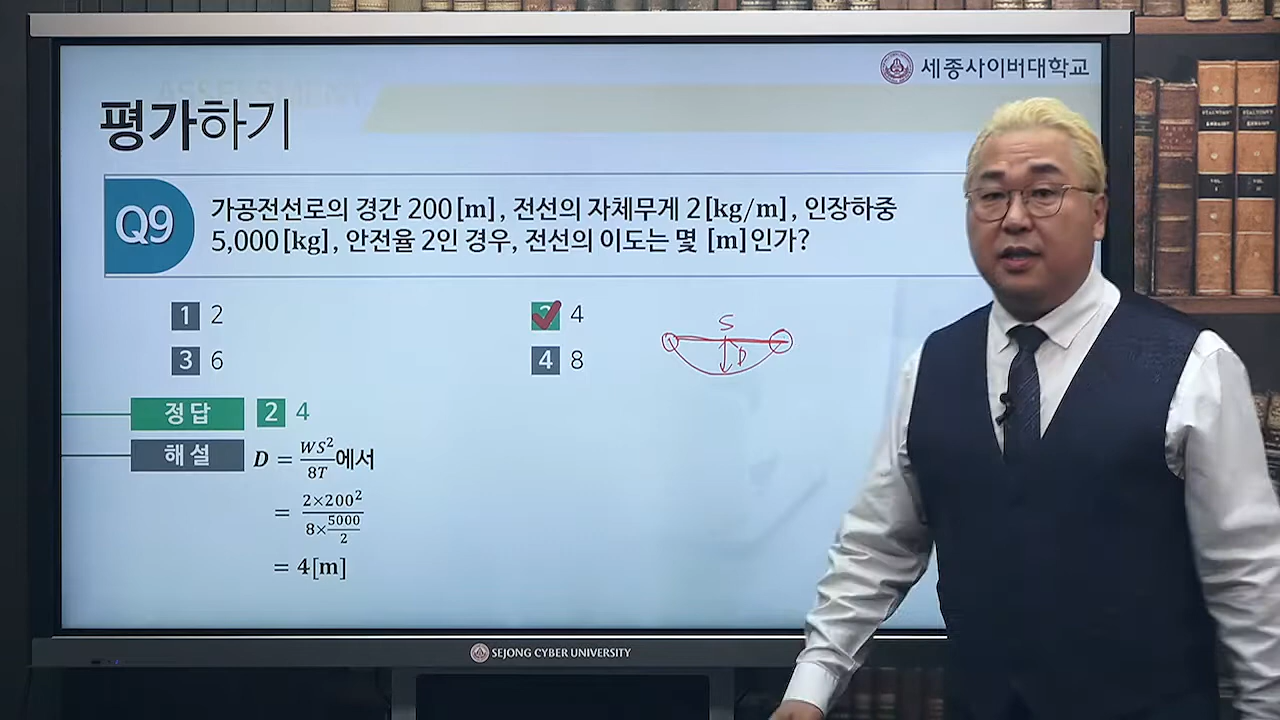 세종사이버대학교
평가하기
Q9
가공전선로의 경간 200[m], 전선의 자체무게 2[kg/m], 인장하중
5,000[kg], 안전율 2인 경우, 전선의 이도는 몇 [m]인가?
1 2
4
3 6
4 8
S
D
정답 2 4
해설 D = WS²/8T에서
= 2×200²/8×5000/2
= 4[m]
SEJONG CYBER UNIVERSITY